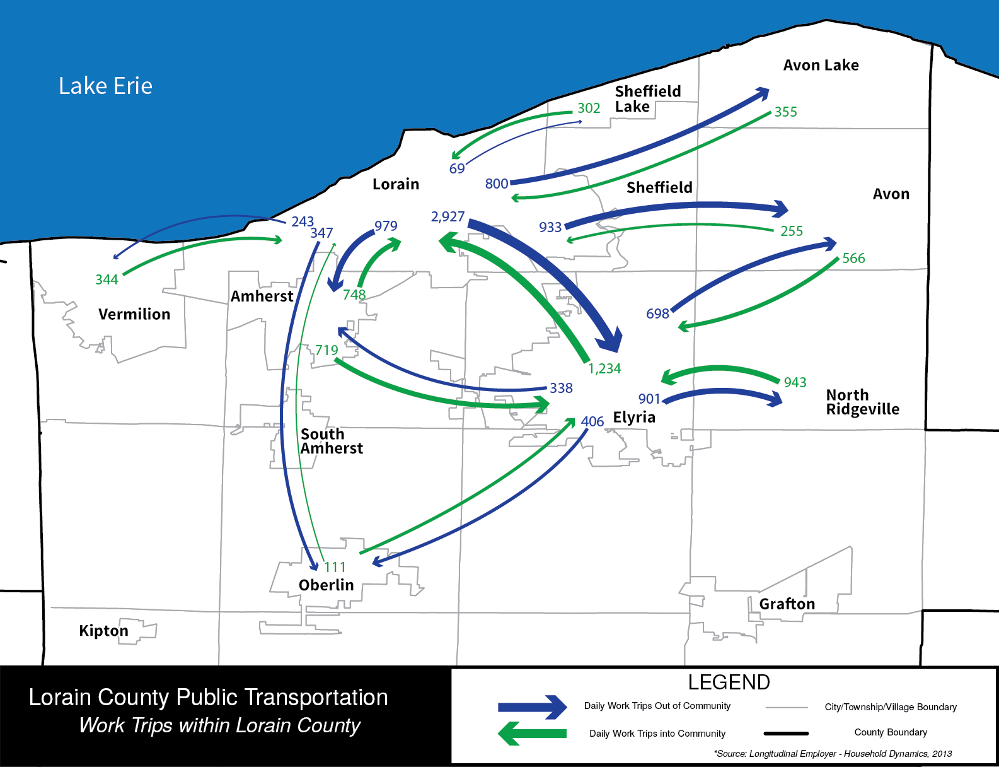 Lake Erie
Avon Lake
Sheffield
Lake
302
355
69
800
Lorain
Sheffield
Avon
243
347
979
2,927
933
255
344
566
Amherst
748
Vermilion
698
719
1,234
338
943
901
North
Ridgeville
406
Elyria
South
Amherst
111
Oberlin
Grafton
Kipton
Lorain County Public Transportation
Work Trips within Lorain County
LEGEND
Daily Work Trips Out of Community
City/Township/Village Boundary
Daily Work Trips into Community
County Boundary
*Source: Longitudinal Employer - Household Dynamics, 2013